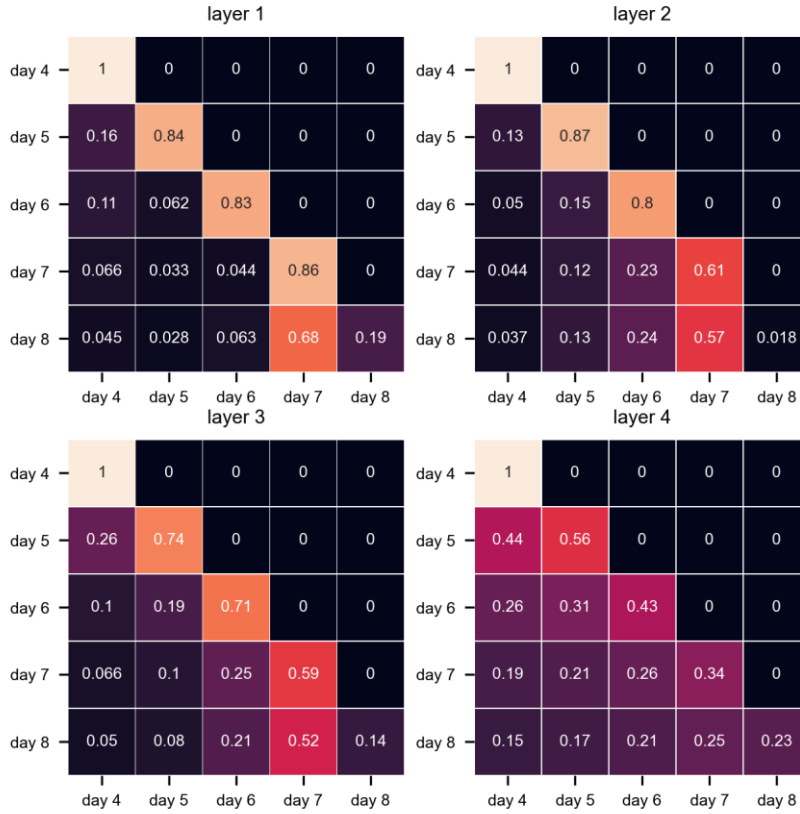 layer 1
day 4 1 0 0 0 0
day 5 0.16 0.84 0 0 0
day 6 0.11 0.062 0.83 0 0
day 7 0.066 0.033 0.044 0.86 0
day 8 0.045 0.028 0.063 0.68 0.19
day 4 day 5 day 6 day 7 day 8
layer 2
day 4 1 0 0 0 0
day 5 0.13 0.87 0 0 0
day 6 0.05 0.15 0.8 0 0
day 7 0.044 0.12 0.23 0.61 0
day 8 0.037 0.13 0.24 0.57 0.018
day 4 day 5 day 6 day 7 day 8
layer 3
day 4 1 0 0 0 0
day 5 0.26 0.74 0 0 0
day 6 0.1 0.19 0.71 0 0
day 7 0.066 0.1 0.25 0.59 0
day 8 0.05 0.08 0.21 0.52 0.14
day 4 day 5 day 6 day 7 day 8
layer 4
day 4 1 0 0 0 0
day 5 0.44 0.56 0 0 0
day 6 0.26 0.31 0.43 0 0
day 7 0.19 0.21 0.26 0.34 0
day 8 0.15 0.17 0.21 0.25 0.23
day 4 day 5 day 6 day 7 day 8